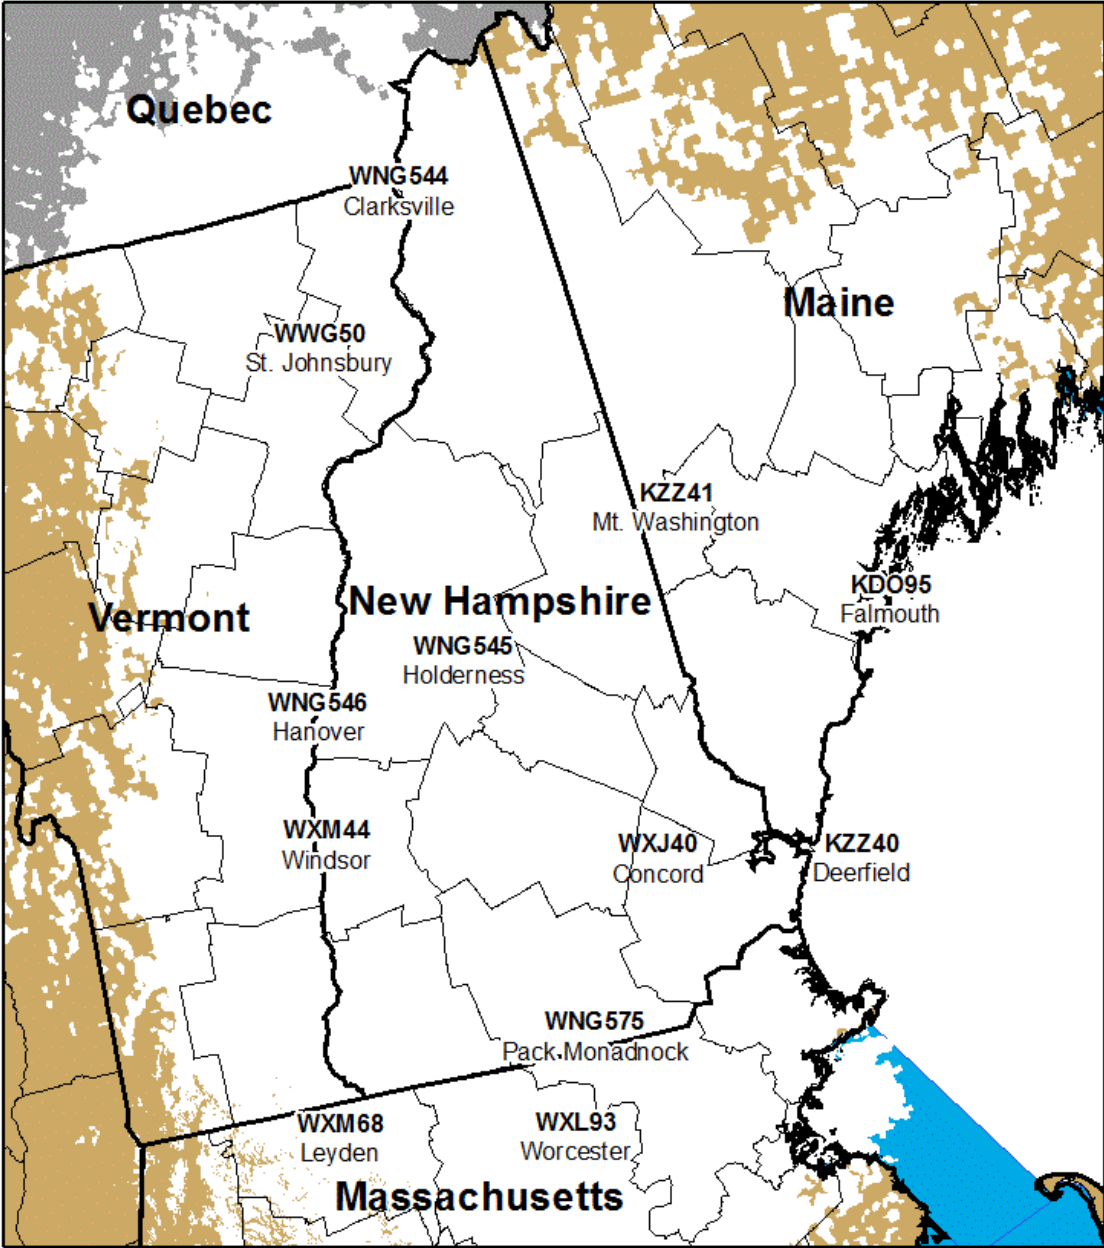 Quebec
WNG544
Clarksville
Maine
WWG50
St. Johnsbury
KZZ41
Mt. Washington
KDO95
Falmouth
New Hampshire
Vermont
WNG545
Holderness
WNG546
Hanover
WXM44
Windsor
WXJ40
Concord
KZZ40
Deerfield
WNG575
Pack Monadnock
WXM68
Leyden
WXL93
Worcester
Massachusetts